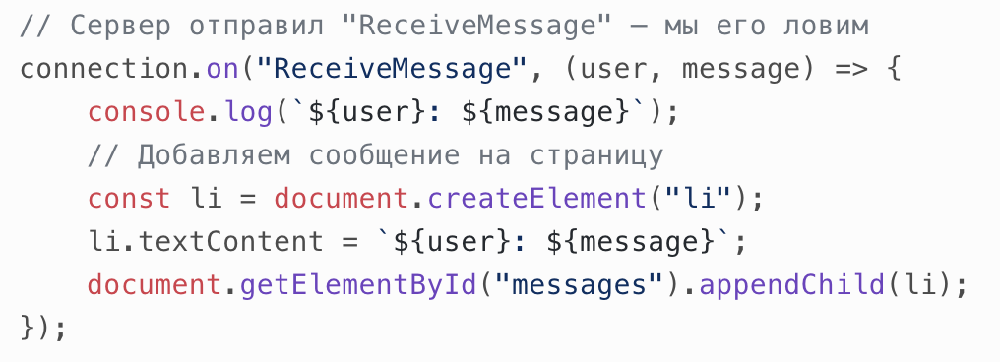 // Сервер отправил "ReceiveMessage" — мы его ловим
connection.on("ReceiveMessage", (user, message) => {
    console.log(`${user}: ${message}`);
    // Добавляем сообщение на страницу
    const li = document.createElement("li");
    li.textContent = `${user}: ${message}`;
    document.getElementById("messages").appendChild(li);
});